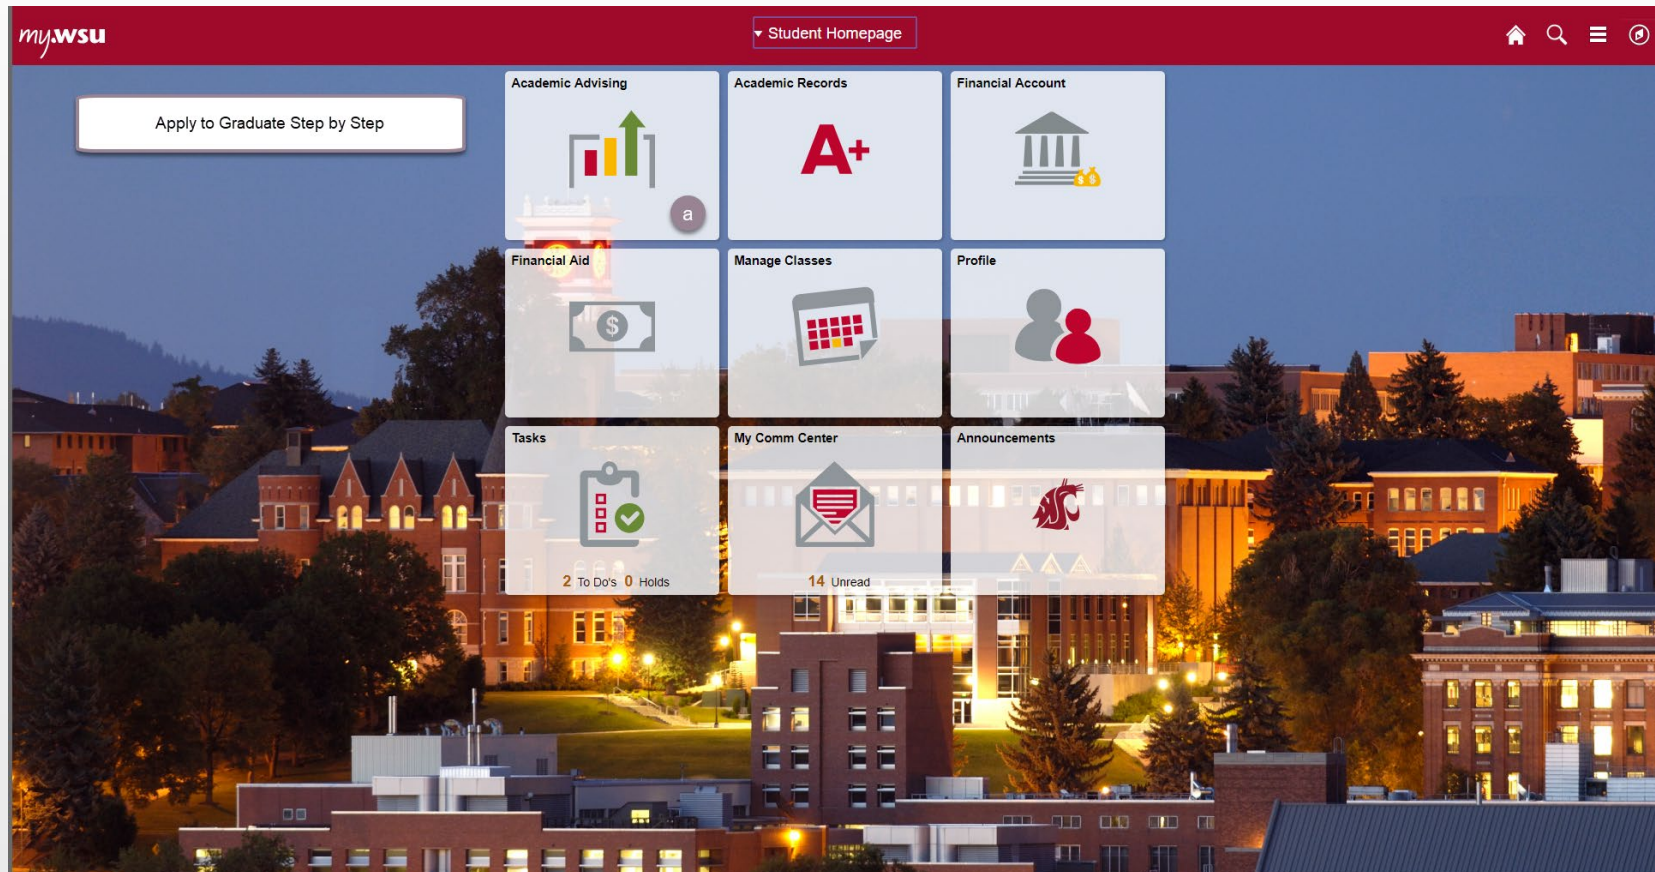 my.wsu
Student Homepage
Apply to Graduate Step by Step
Academic Advising
a
Academic Records
A+
Financial Account
$ $
Financial Aid
$
Manage Classes
Profile
Tasks
2 To Do's 0 Holds
My Comm Center
14 Unread
Announcements